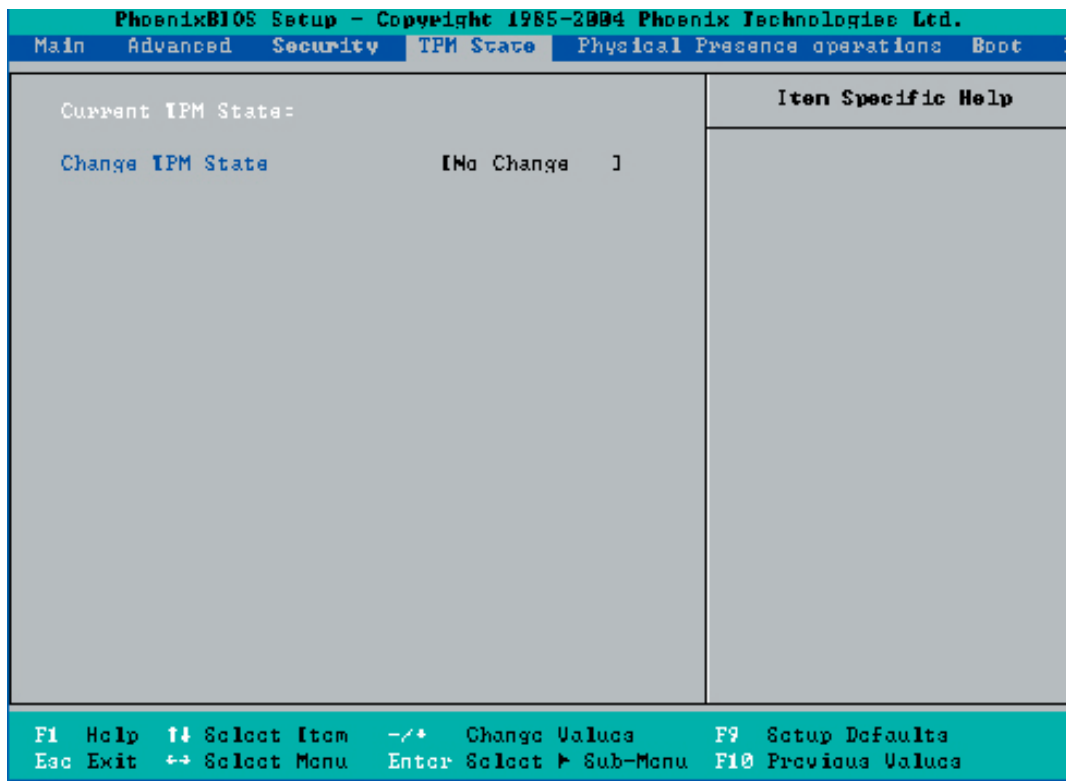 PhoenixBIOS Setup - Copyright 1985-2004 Phoenix Technologies Ltd.
Main Advanced Security TPM State Physical Presence operations Boot
Current TPM State:
Item Specific Help
Change TPM State [No Change ]
F1 Help ↑↓ Select Item -/+ Change Values F9 Setup Defaults
Esc Exit ↔ Select Menu Enter Select ▶ Sub-Menu F10 Previous Values